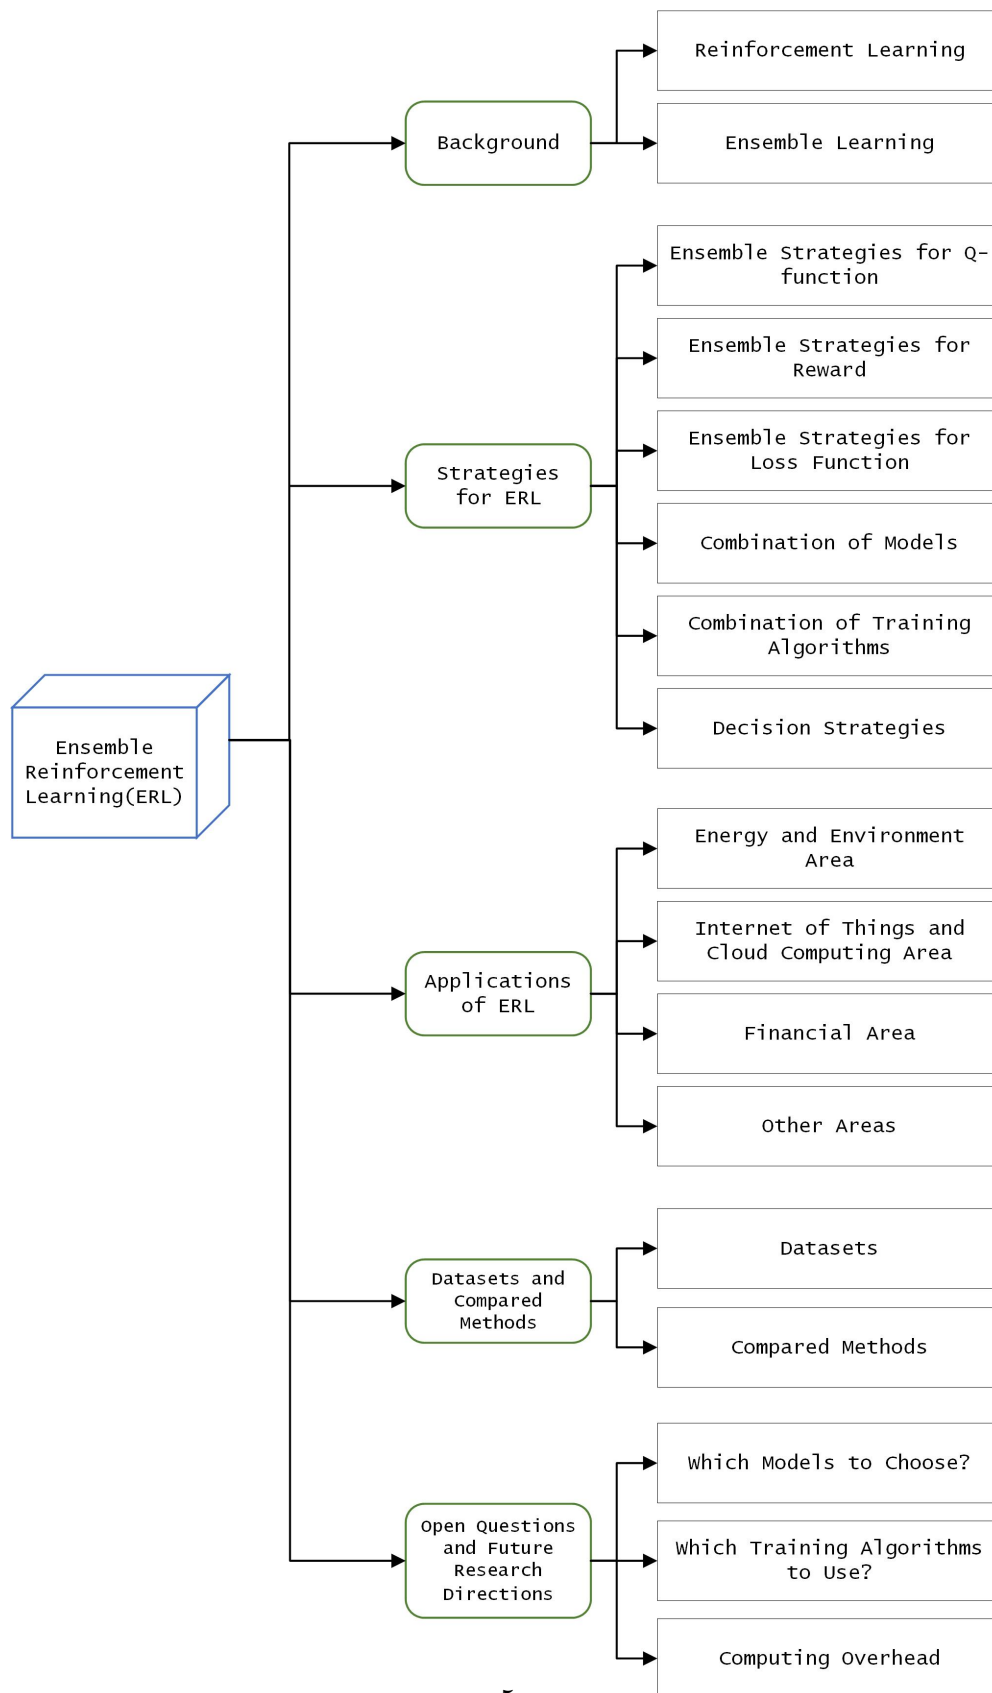 Reinforcement Learning
Background
Ensemble Learning
Ensemble Strategies for Q-
function
Ensemble Strategies for
Reward
Ensemble Strategies for
Loss Function
Strategies
for ERL
Combination of Models
Combination of Training
Algorithms
Decision Strategies
Ensemble
Reinforcement
Learning(ERL)
Energy and Environment
Area
Internet of Things and
Cloud Computing Area
Applications
of ERL
Financial Area
Other Areas
Datasets
Datasets and
Compared
Methods
Compared Methods
Which Models to Choose?
Open Questions
and Future
Research
Directions
Which Training Algorithms
to Use?
Computing Overhead